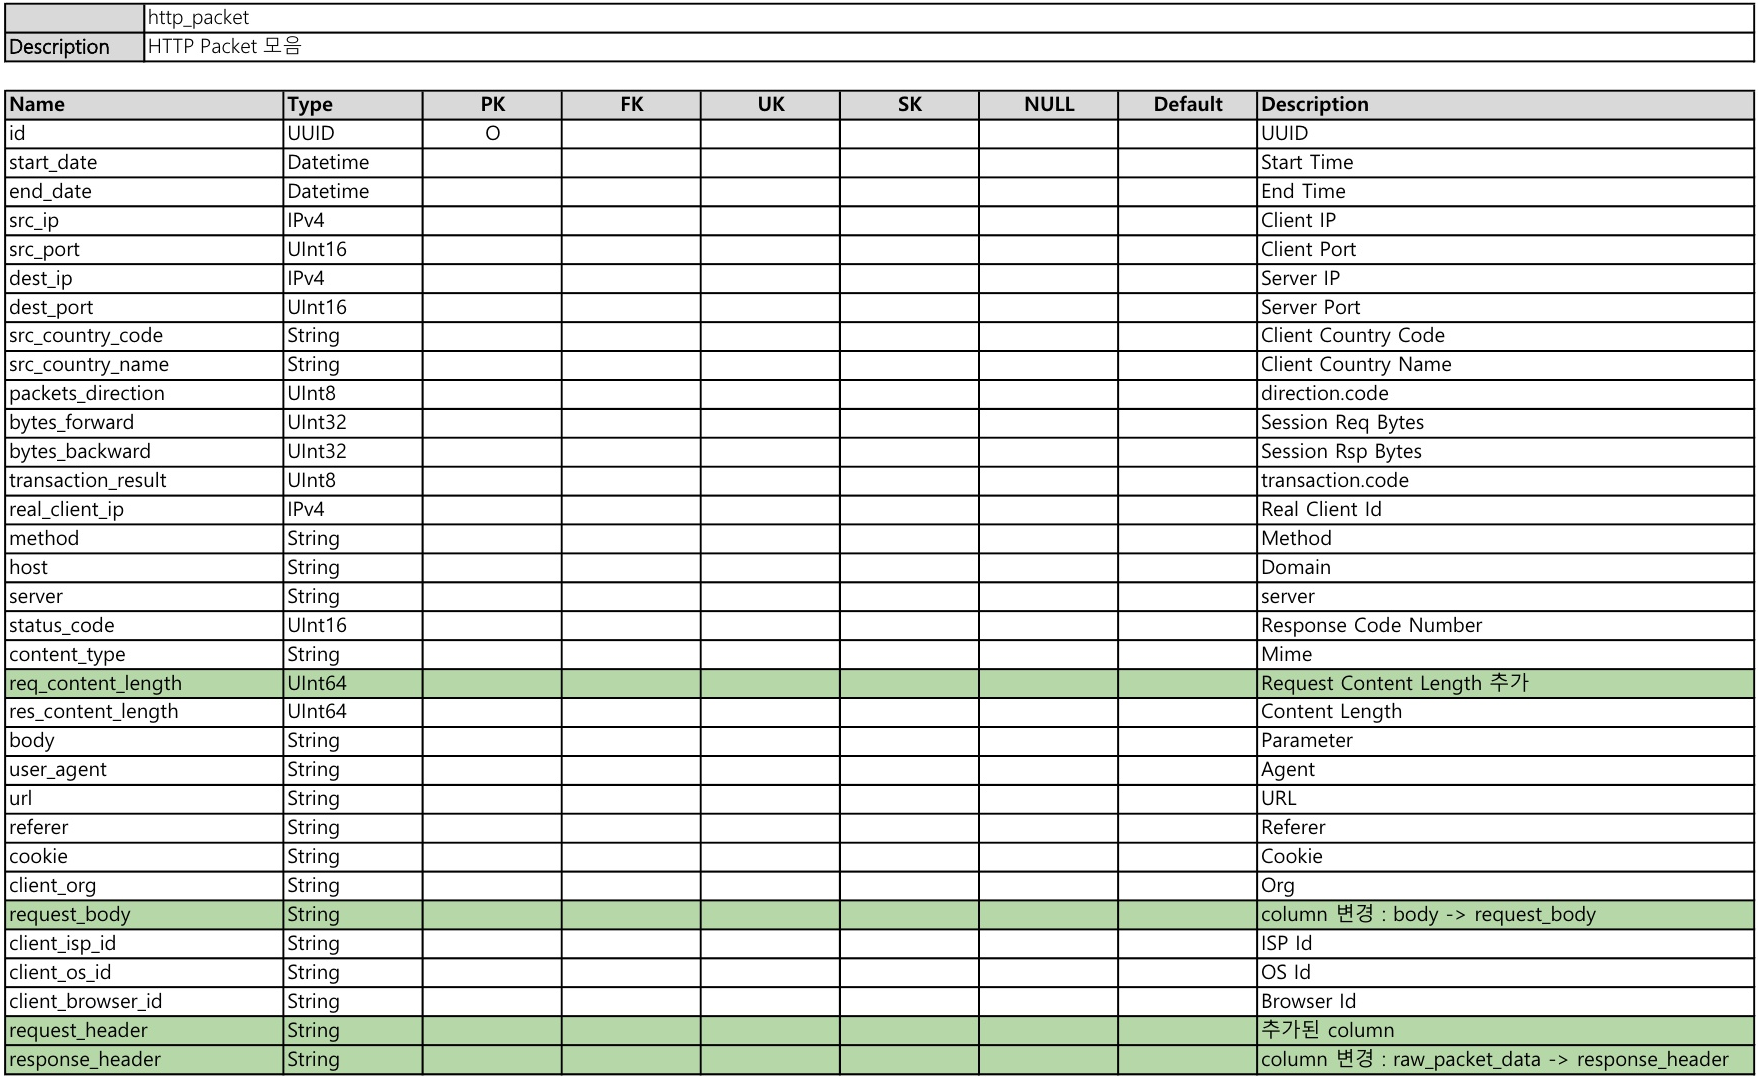 http_packet
Description HTTP Packet 모음
Name Type PK FK UK SK NULL Default Description
id UUID O UUID
start_date Datetime Start Time
end_date Datetime End Time
src_ip IPv4 Client IP
src_port UInt16 Client Port
dest_ip IPv4 Server IP
dest_port UInt16 Server Port
src_country_code String Client Country Code
src_country_name String Client Country Name
packets_direction UInt8 direction.code
bytes_forward UInt32 Session Req Bytes
bytes_backward UInt32 Session Rsp Bytes
transaction_result UInt8 transaction.code
real_client_ip IPv4 Real Client Id
method String Method
host String Domain
server String server
status_code UInt16 Response Code Number
content_type String Mime
req_content_length UInt64 Request Content Length 추가
res_content_length UInt64 Content Length
body String Parameter
user_agent String Agent
url String URL
referer String Referer
cookie String Cookie
client_org String Org
request_body String column 변경 : body -> request_body
client_isp_id String ISP Id
client_os_id String OS Id
client_browser_id String Browser Id
request_header String 추가된 column
response_header String column 변경 : raw_packet_data -> response_header